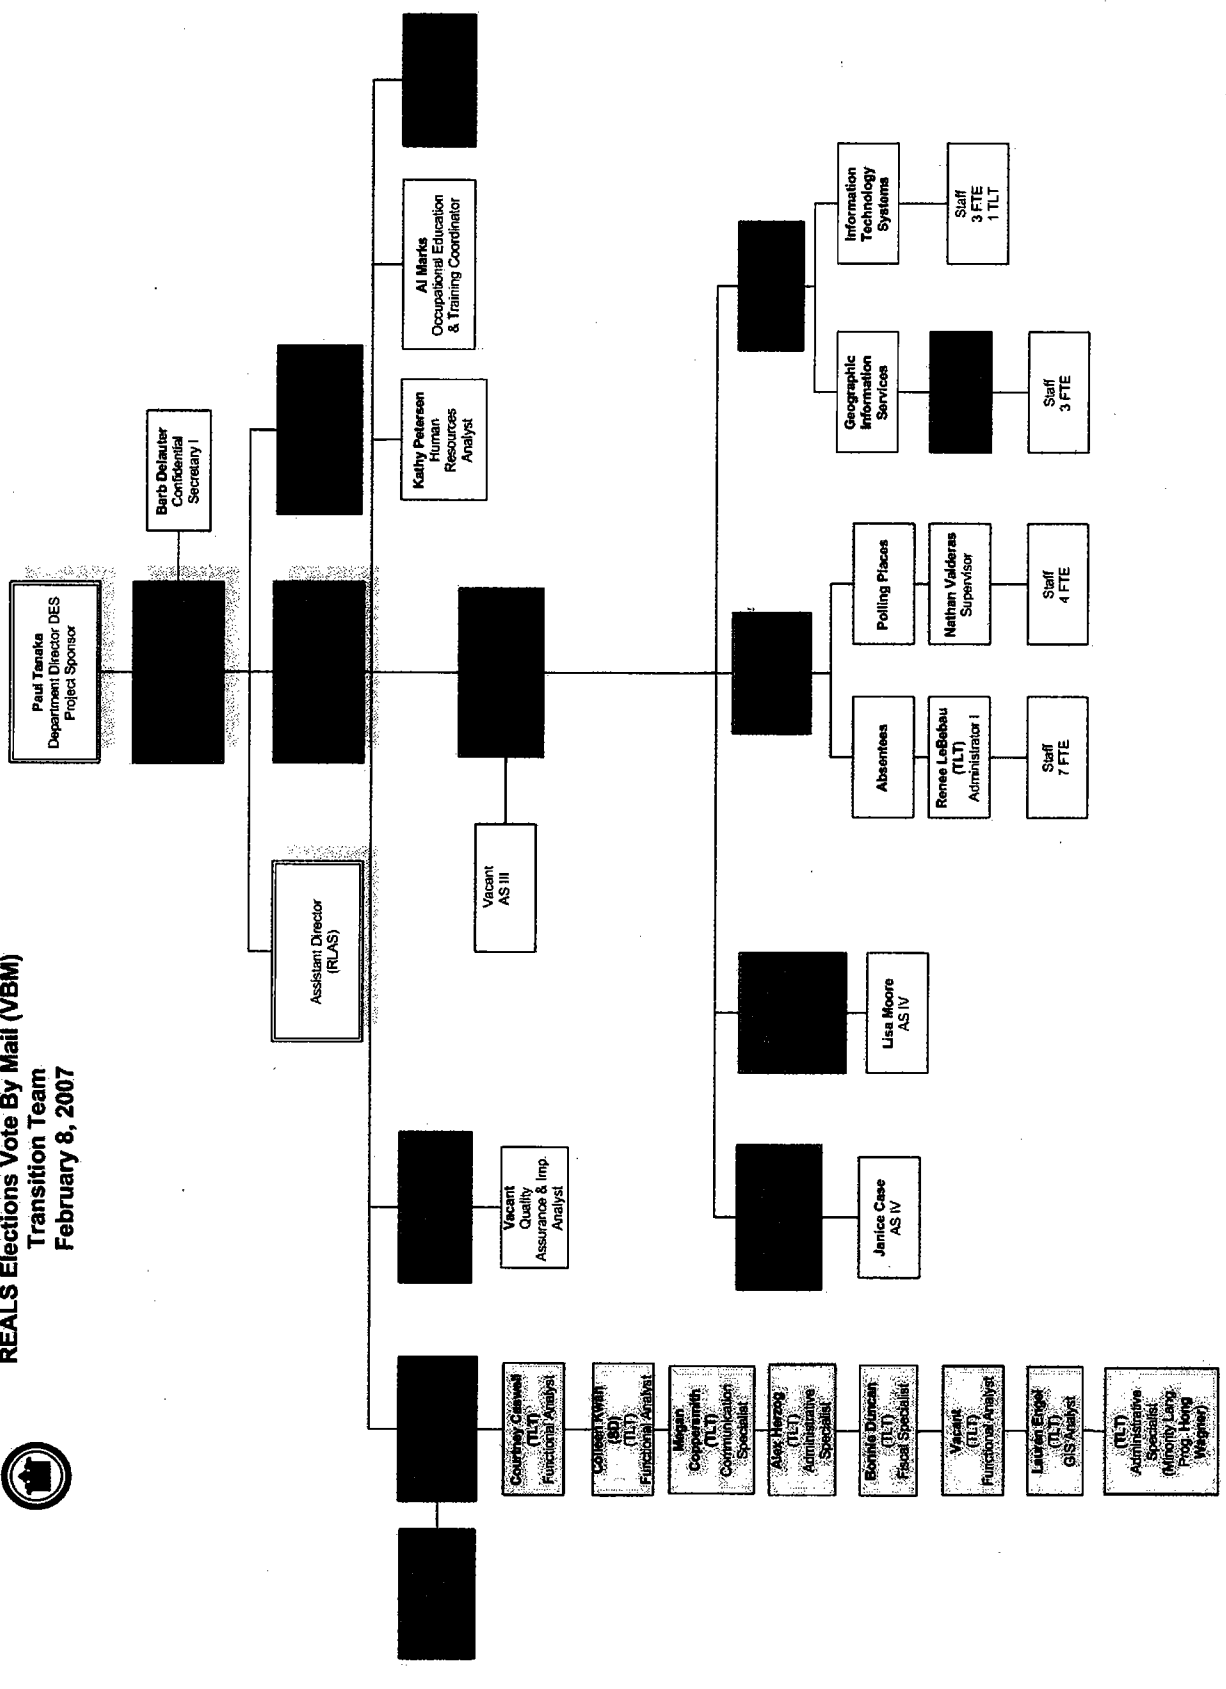 REALS Elections Vote By Mail (VBM)
Transition Team
February 8, 2007
Paul Tanaka
Department Director DES
Project Sponsor
Barb Delauter
Confidential
Secretary I
Assistant Director
(RLAS)
Kathy Petersen
Human
Resources
Analyst
Al Marks
Occupational Education
& Training Coordinator
Vacant
Quality
Assurance & Imp.
Analyst
Vacant
AS III
Courtney Caswell
(TLT)
Functional Analyst
Colleen Kwan
(SD)
(TLT)
Functional Analyst
Megan
Coppersmith
(TLT)
Communication
Specialist
Alex Herzog
(TLT)
Administrative
Specialist
Bonnie Duncan
(TLT)
Fiscal Specialist
Vacant
(TLT)
Functional Analyst
Lauren Engel
(TLT)
GIS Analyst
(TLT)
Administrative
Specialist
(Minority Lang.
Prog. Hong
Wagner)
Janice Case
AS IV
Lisa Moore
AS IV
Absentees
Renee LeBebau
(TLT)
Administrator I
Staff
7 FTE
Polling Places
Nathan Valderas
Supervisor
Staff
4 FTE
Geographic
Information
Services
Staff
3 FTE
Information
Technology
Systems
Staff
3 FTE
1 TLT